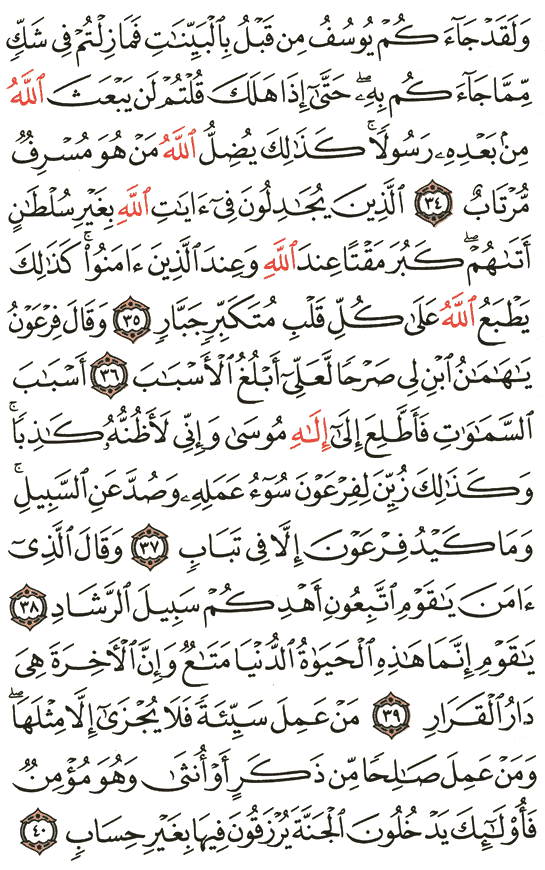 وَلَقَدۡ جَآءَكُمۡ يُوسُفُ مِن قَبۡلُ بِٱلۡبَيِّنَٰتِ فَمَا زِلۡتُمۡ فِي شَكّٖ
مِّمَّا جَآءَكُم بِهِۦۖ حَتَّىٰٓ إِذَا هَلَكَ قُلۡتُمۡ لَن يَبۡعَثَ ٱللَّهُ
مِنۢ بَعۡدِهِۦ رَسُولٗاۚ كَذَٰلِكَ يُضِلُّ ٱللَّهُ مَنۡ هُوَ مُسۡرِفٞ
مُّرۡتَابٌ ٣٤ ٱلَّذِينَ يُجَٰدِلُونَ فِيٓ ءَايَٰتِ ٱللَّهِ بِغَيۡرِ سُلۡطَٰنٍ
أَتَىٰهُمۡۖ كَبُرَ مَقۡتًا عِندَ ٱللَّهِ وَعِندَ ٱلَّذِينَ ءَامَنُواْۚ كَذَٰلِكَ
يَطۡبَعُ ٱللَّهُ عَلَىٰ كُلِّ قَلۡبِ مُتَكَبِّرٖ جَبَّارٖ ٣٥ وَقَالَ فِرۡعَوۡنُ
يَٰهَٰمَٰنُ ٱبۡنِ لِي صَرۡحٗا لَّعَلِّيٓ أَبۡلُغُ ٱلۡأَسۡبَٰبَ ٣٦ أَسۡبَٰبَ
ٱلسَّمَٰوَٰتِ فَأَطَّلِعَ إِلَىٰٓ إِلَٰهِ مُوسَىٰ وَإِنِّي لَأَظُنُّهُۥ كَٰذِبٗاۚ
وَكَذَٰلِكَ زُيِّنَ لِفِرۡعَوۡنَ سُوٓءُ عَمَلِهِۦ وَصُدَّ عَنِ ٱلسَّبِيلِۚ
وَمَا كَيۡدُ فِرۡعَوۡنَ إِلَّا فِي تَبَابٖ ٣٧ وَقَالَ ٱلَّذِيٓ
ءَامَنَ يَٰقَوۡمِ ٱتَّبِعُونِ أَهۡدِكُمۡ سَبِيلَ ٱلرَّشَادِ ٣٨
يَٰقَوۡمِ إِنَّمَا هَٰذِهِ ٱلۡحَيَوٰةُ ٱلدُّنۡيَا مَتَٰعٞ وَإِنَّ ٱلۡأٓخِرَةَ هِيَ
دَارُ ٱلۡقَرَارِ ٣٩ مَنۡ عَمِلَ سَيِّئَةٗ فَلَا يُجۡزَىٰٓ إِلَّا مِثۡلَهَاۖ
وَمَنۡ عَمِلَ صَٰلِحٗا مِّن ذَكَرٍ أَوۡ أُنثَىٰ وَهُوَ مُؤۡمِنٞ
فَأُوْلَٰٓئِكَ يَدۡخُلُونَ ٱلۡجَنَّةَ يُرۡزَقُونَ فِيهَا بِغَيۡرِ حِسَابٖ ٤٠